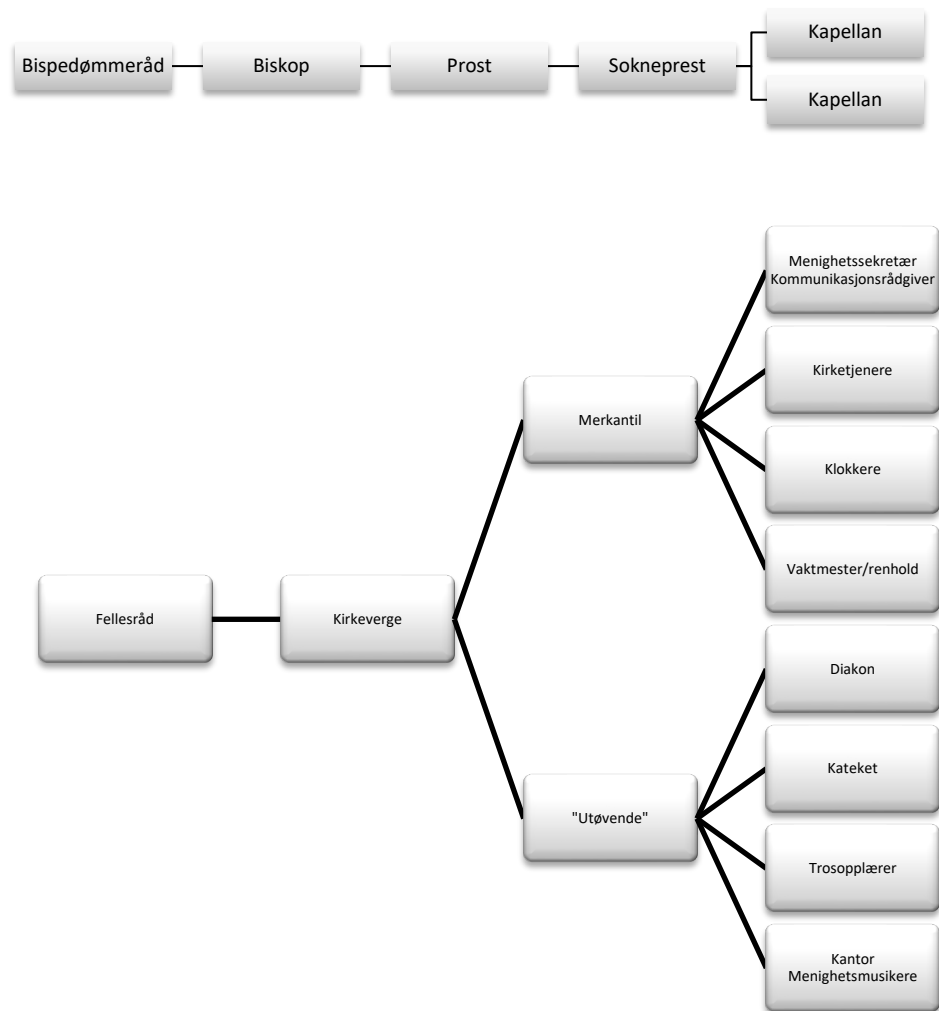 Bispedømmeråd
Biskop
Prost
Sokneprest
Kapellan
Kapellan
Fellesråd
Kirkeverge
Merkantil
Menighetssekretær
Kommunikasjonsrådgiver
Kirketjenere
Klokkere
Vaktmester/renhold
"Utøvende"
Diakon
Kateket
Trosopplærer
Kantor
Menighetsmusikere